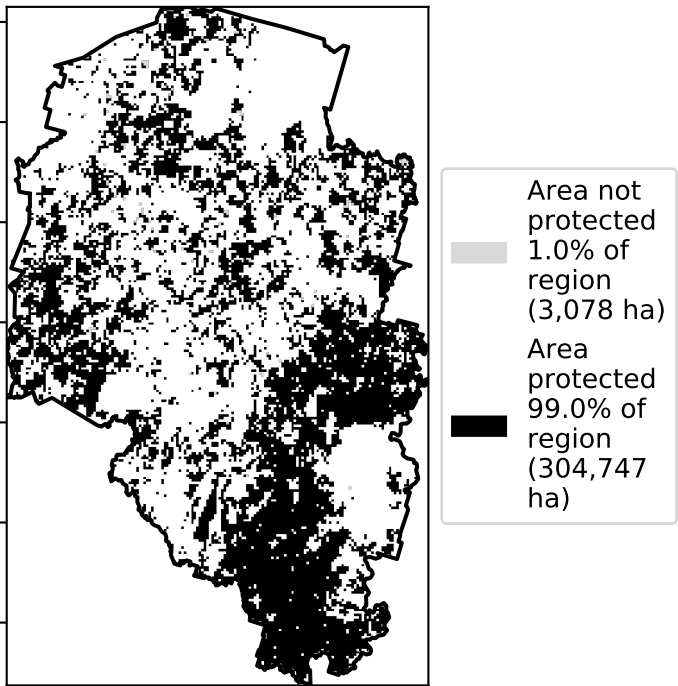 Area not
protected
1.0% of
region
(3,078 ha)
Area
protected
99.0% of
region
(304,747
ha)